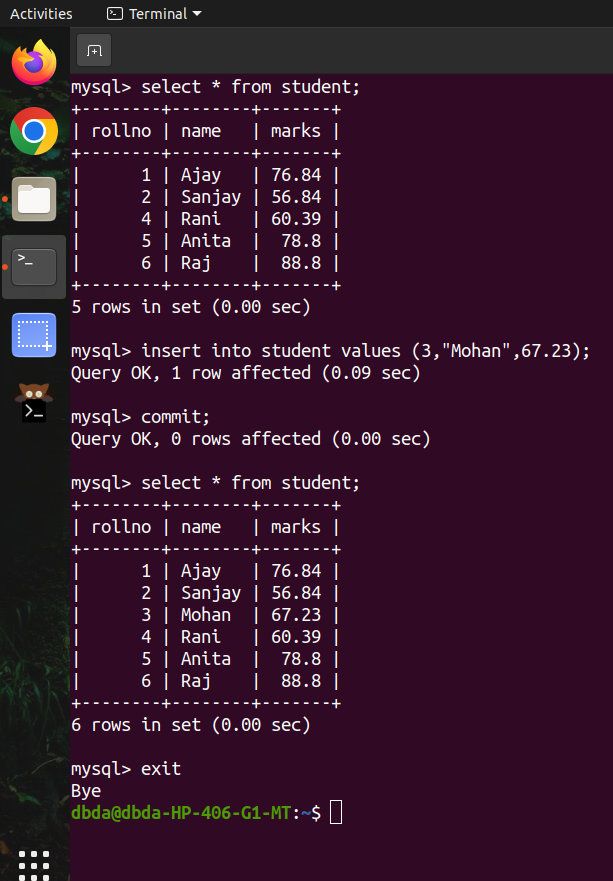 Activities Terminal
mysql> select * from student;
+--------+--------+-------+
| rollno | name   | marks |
+--------+--------+-------+
|      1 | Ajay   | 76.84 |
|      2 | Sanjay | 56.84 |
|      4 | Rani   | 60.39 |
|      5 | Anita  |  78.8 |
|      6 | Raj    |  88.8 |
+--------+--------+-------+
5 rows in set (0.00 sec)
mysql> insert into student values (3,"Mohan",67.23);
Query OK, 1 row affected (0.09 sec)
mysql> commit;
Query OK, 0 rows affected (0.00 sec)
mysql> select * from student;
+--------+--------+-------+
| rollno | name   | marks |
+--------+--------+-------+
|      1 | Ajay   | 76.84 |
|      2 | Sanjay | 56.84 |
|      3 | Mohan  | 67.23 |
|      4 | Rani   | 60.39 |
|      5 | Anita  |  78.8 |
|      6 | Raj    |  88.8 |
+--------+--------+-------+
6 rows in set (0.00 sec)
mysql> exit
Bye
dbda@dbda-HP-406-G1-MT:~$